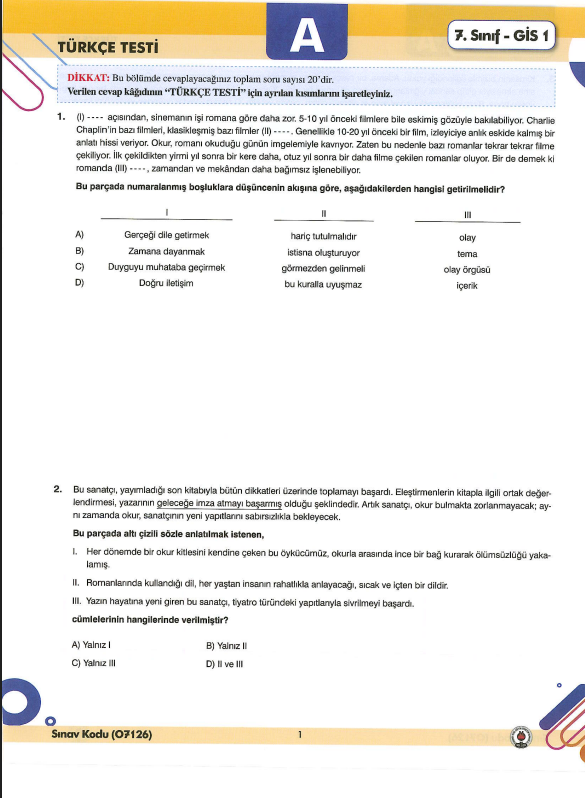 TÜRKÇE TESTİ
A
7. Sınıf - GİS 1
DİKKAT: Bu bölümde cevaplayacağınız toplam soru sayısı 20'dir.
Verilen cevap kâğıdının “TÜRKÇE TESTİ” için ayrılan kısımlarını işaretleyiniz.
1. (I) ---- açısından, sinemanın işi romana göre daha zor. 5-10 yıl önceki filmlere bile eskimiş gözüyle bakılabiliyor. Charlie
Chaplin'in bazı filmleri, klasikleşmiş bazı filmler (II) ----. Genellikle 10-20 yıl önceki bir film, izleyiciye anlık eskide kalmış bir
anlatı hissi veriyor. Okur, romanı okuduğu günün imgelemiyle kavrıyor. Zaten bu nedenle bazı romanlar tekrar tekrar filme
çekiliyor. İlk çekildikten yirmi yıl sonra bir kere daha, otuz yıl sonra bir daha filme çekilen romanlar oluyor. Bir de demek ki
romanda (III) ----, zamandan ve mekândan daha bağımsız işlenebiliyor.
Bu parçada numaralanmış boşluklara düşüncenin akışına göre, aşağıdakilerden hangisi getirilmelidir?
I II III
A) Gerçeği dile getirmek hariç tutulmalıdır olay
B) Zamana dayanmak istisna oluşturuyor tema
C) Duyguyu muhataba geçirmek görmezden gelinmeli olay örgüsü
D) Doğru iletişim bu kuralla uyuşmaz içerik
2. Bu sanatçı, yayımladığı son kitabıyla bütün dikkatleri üzerinde toplamayı başardı. Eleştirmenlerin kitapla ilgili ortak değer-
lendirmesi, yazarının geleceğe imza atmayı başarmış olduğu şeklindedir. Artık sanatçı, okur bulmakta zorlanmayacak; ay-
nı zamanda okur, sanatçının yeni yapıtlarını sabırsızlıkla bekleyecek.
Bu parçada altı çizili sözle anlatılmak istenen,
I. Her dönemde bir okur kitlesini kendine çeken bu öykücümüz, okurla arasında ince bir bağ kurarak ölümsüzlüğü yaka-
lamış.
II. Romanlarında kullandığı dil, her yaştan insanın rahatlıkla anlayacağı, sıcak ve içten bir dildir.
III. Yazın hayatına yeni giren bu sanatçı, tiyatro türündeki yapıtlarıyla sivrilmeyi başardı.
cümlelerinin hangilerinde verilmiştir?
A) Yalnız I B) Yalnız II
C) Yalnız III D) II ve III
Sınav Kodu (07126)
1